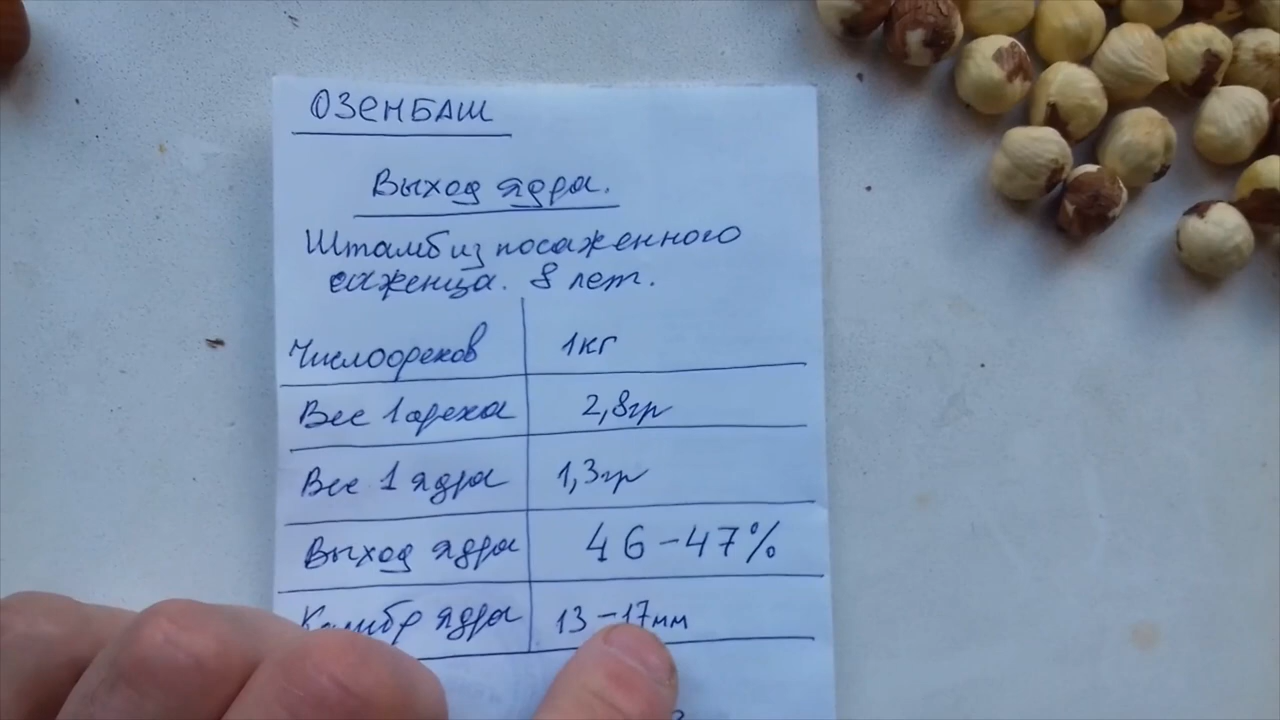 ОЗЕНБАШ
Выход ядра.
Штамб из посаженного
саженца. 8 лет.
Число орехов 1кг
Вес 1 ореха 2,8гр
Вес 1 ядра 1,3гр
Выход ядра 46-47%
Калибр ядра 13-17мм